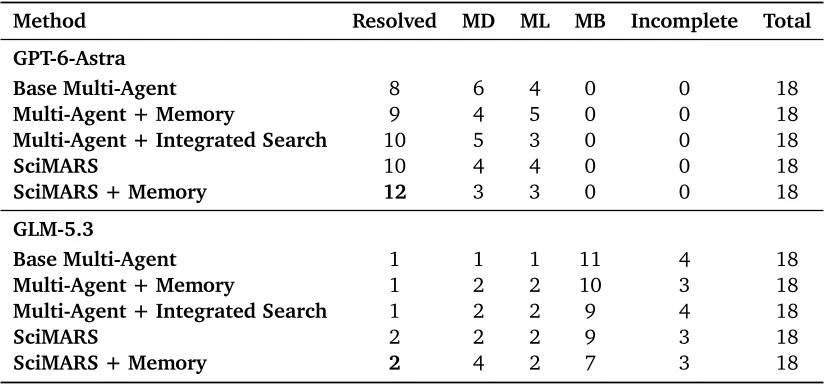 Method Resolved MD ML MB Incomplete Total
GPT-6-Astra
Base Multi-Agent 8 6 4 0 0 18
Multi-Agent + Memory 9 4 5 0 0 18
Multi-Agent + Integrated Search 10 5 3 0 0 18
SciMARS 10 4 4 0 0 18
SciMARS + Memory 12 3 3 0 0 18
GLM-5.3
Base Multi-Agent 1 1 1 11 4 18
Multi-Agent + Memory 1 2 2 10 3 18
Multi-Agent + Integrated Search 1 2 2 9 4 18
SciMARS 2 2 2 9 3 18
SciMARS + Memory 2 4 2 7 3 18